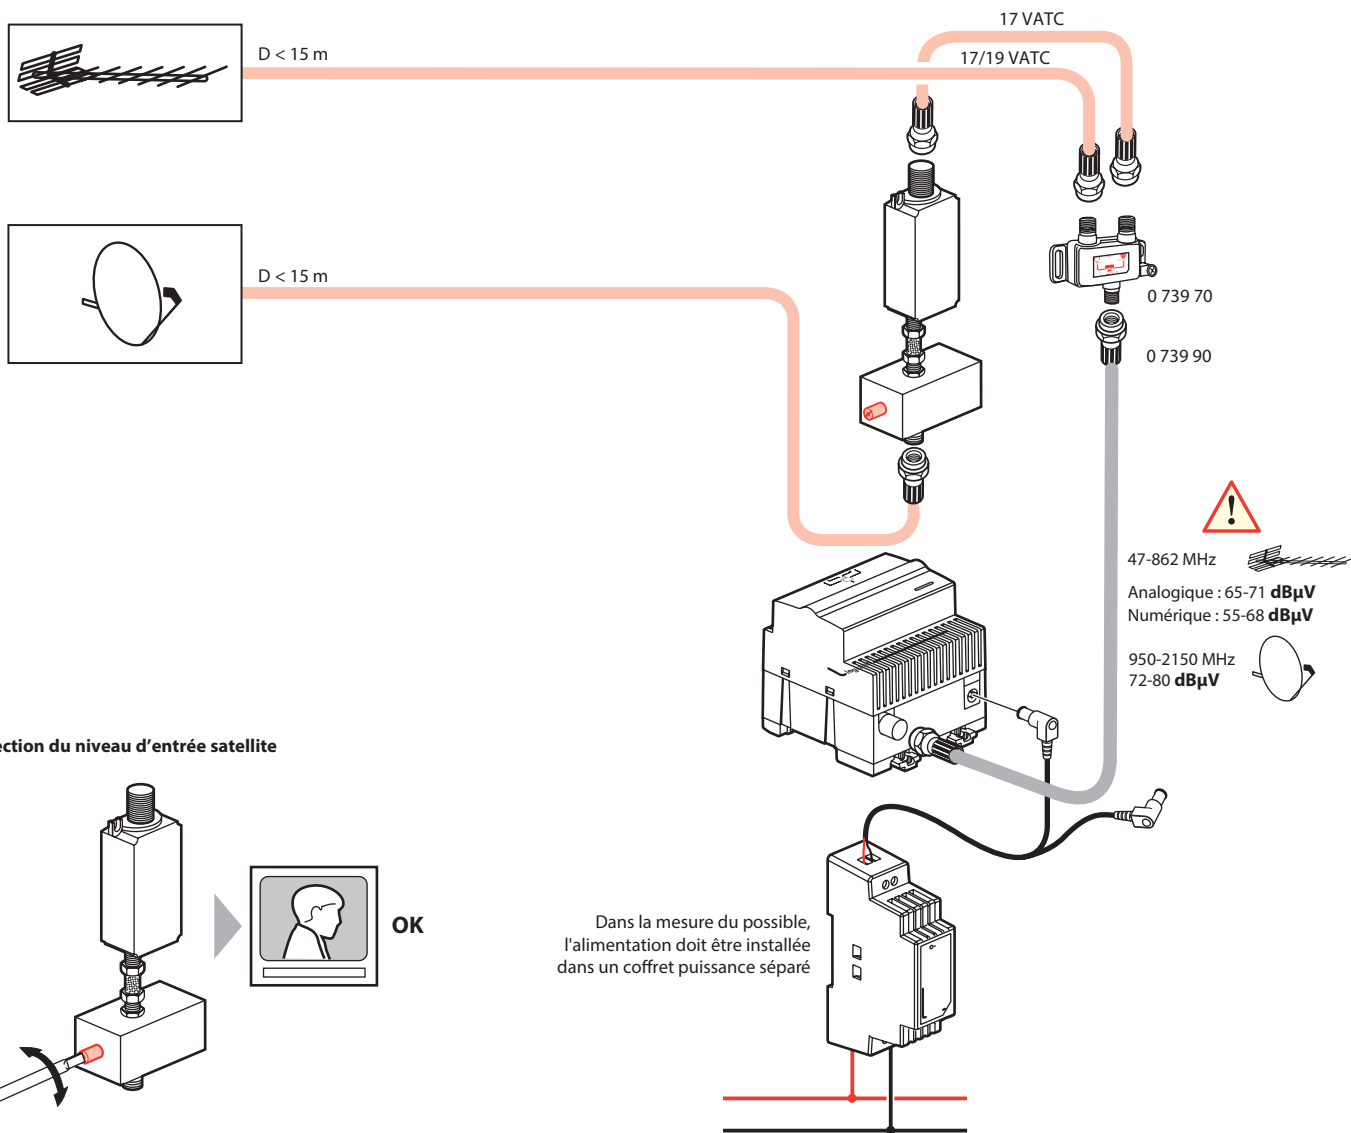 17 VATC
D < 15 m
17/19 VATC
D < 15 m
0 739 70
0 739 90
47-862 MHz
Analogique : 65-71 dBµV
Numérique : 55-68 dBµV
950-2150 MHz
72-80 dBµV
ection du niveau d’entrée satellite
OK
Dans la mesure du possible,
l'alimentation doit être installée
dans un coffret puissance séparé